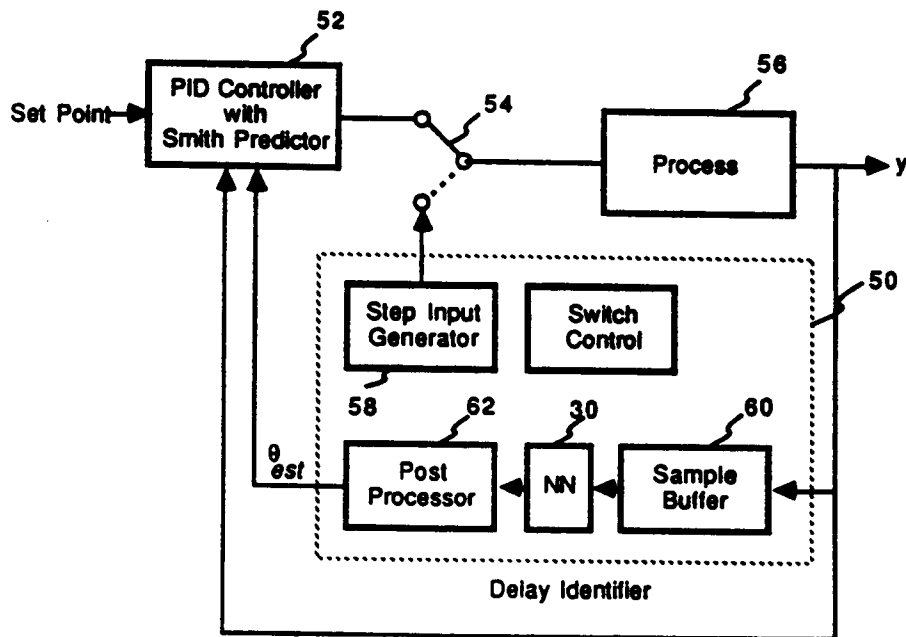 52
PID Controller
with
Smith Predictor
Set Point
54
56
Process
y
50
Step Input
Generator
Switch
Control
58
62
30
60
θest
Post
Processor
NN
Sample
Buffer
Delay Identifier